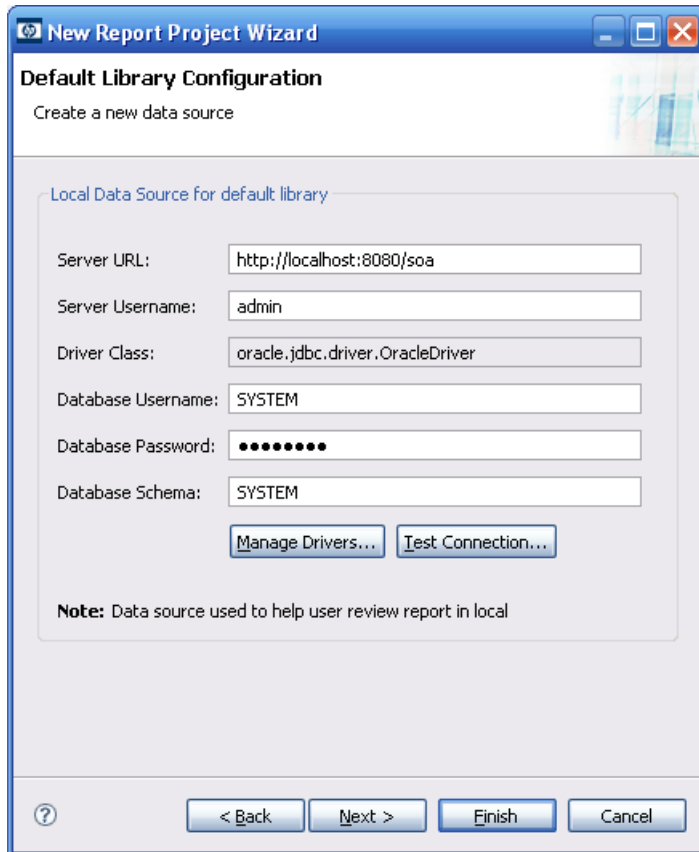 New Report Project Wizard
Default Library Configuration
Create a new data source
Local Data Source for default library
Server URL: http://localhost:8080/soa
Server Username: admin
Driver Class: oracle.jdbc.driver.OracleDriver
Database Username: SYSTEM
Database Password: ●●●●●●●●
Database Schema: SYSTEM
Manage Drivers... Test Connection...
Note: Data source used to help user review report in local
? < Back Next > Finish Cancel